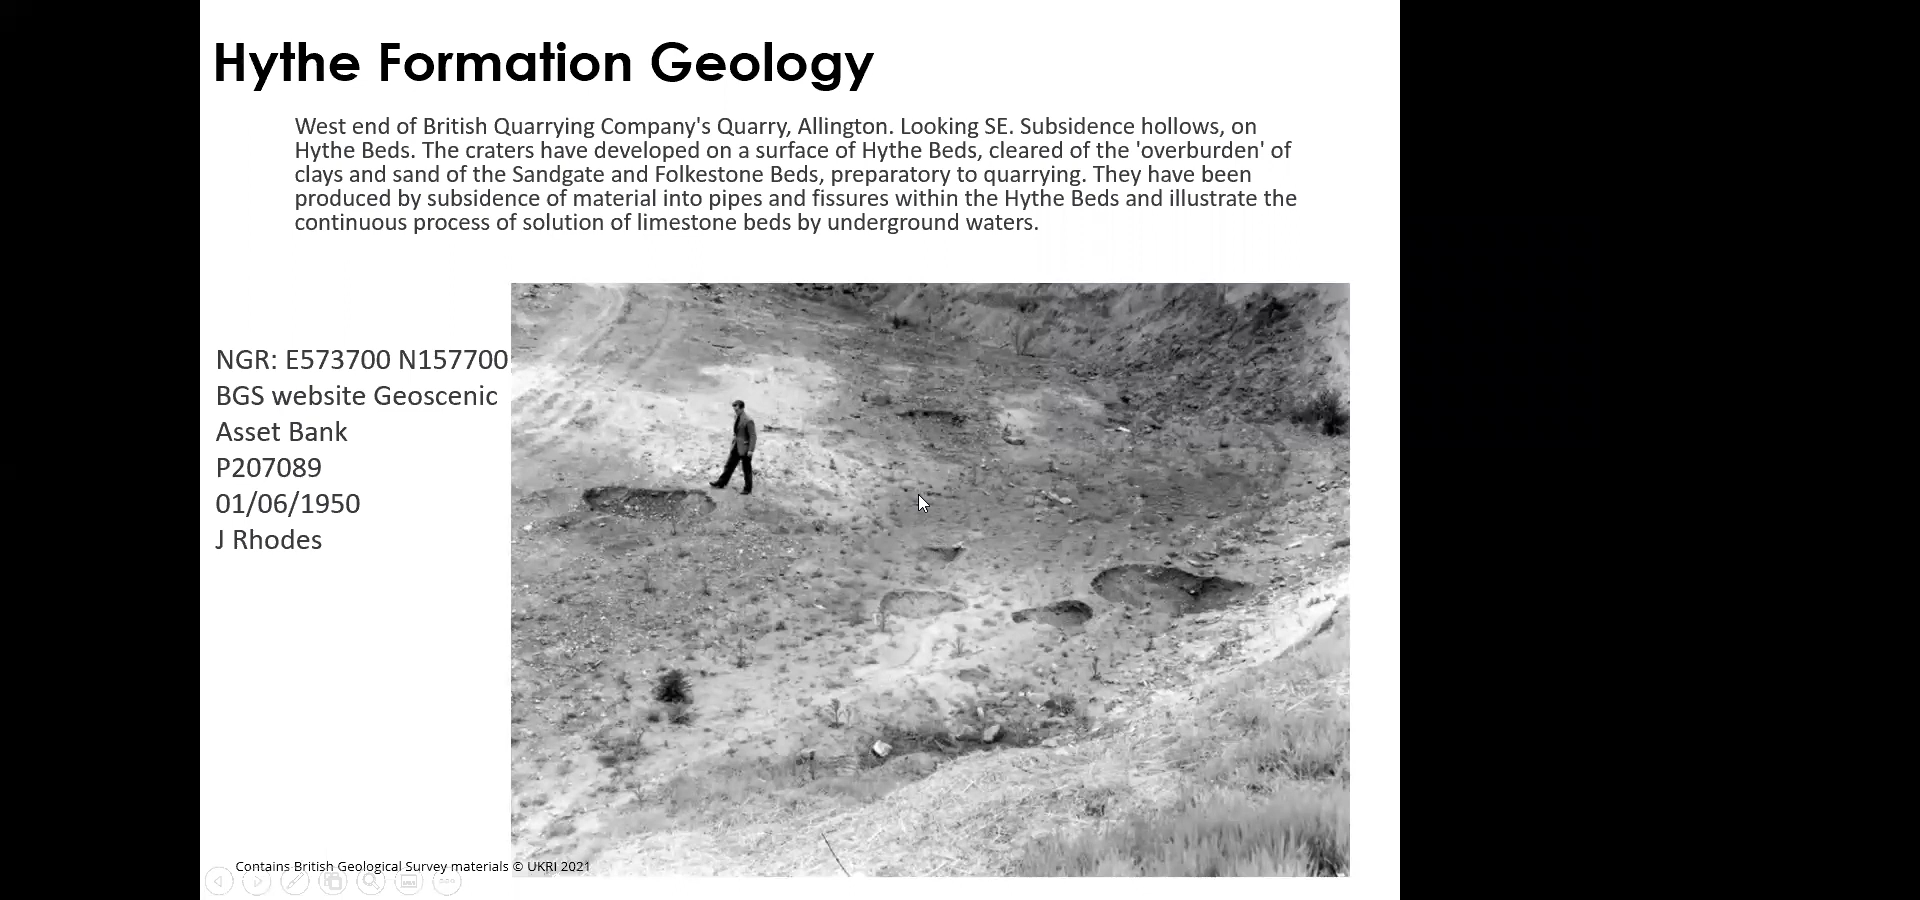 Hythe Formation Geology
West end of British Quarrying Company's Quarry, Allington. Looking SE. Subsidence hollows, on
Hythe Beds. The craters have developed on a surface of Hythe Beds, cleared of the 'overburden' of
clays and sand of the Sandgate and Folkestone Beds, preparatory to quarrying. They have been
produced by subsidence of material into pipes and fissures within the Hythe Beds and illustrate the
continuous process of solution of limestone beds by underground waters.
NGR: E573700 N157700
BGS website Geoscenic
Asset Bank
P207089
01/06/1950
J Rhodes
Contains British Geological Survey materials © UKRI 2021